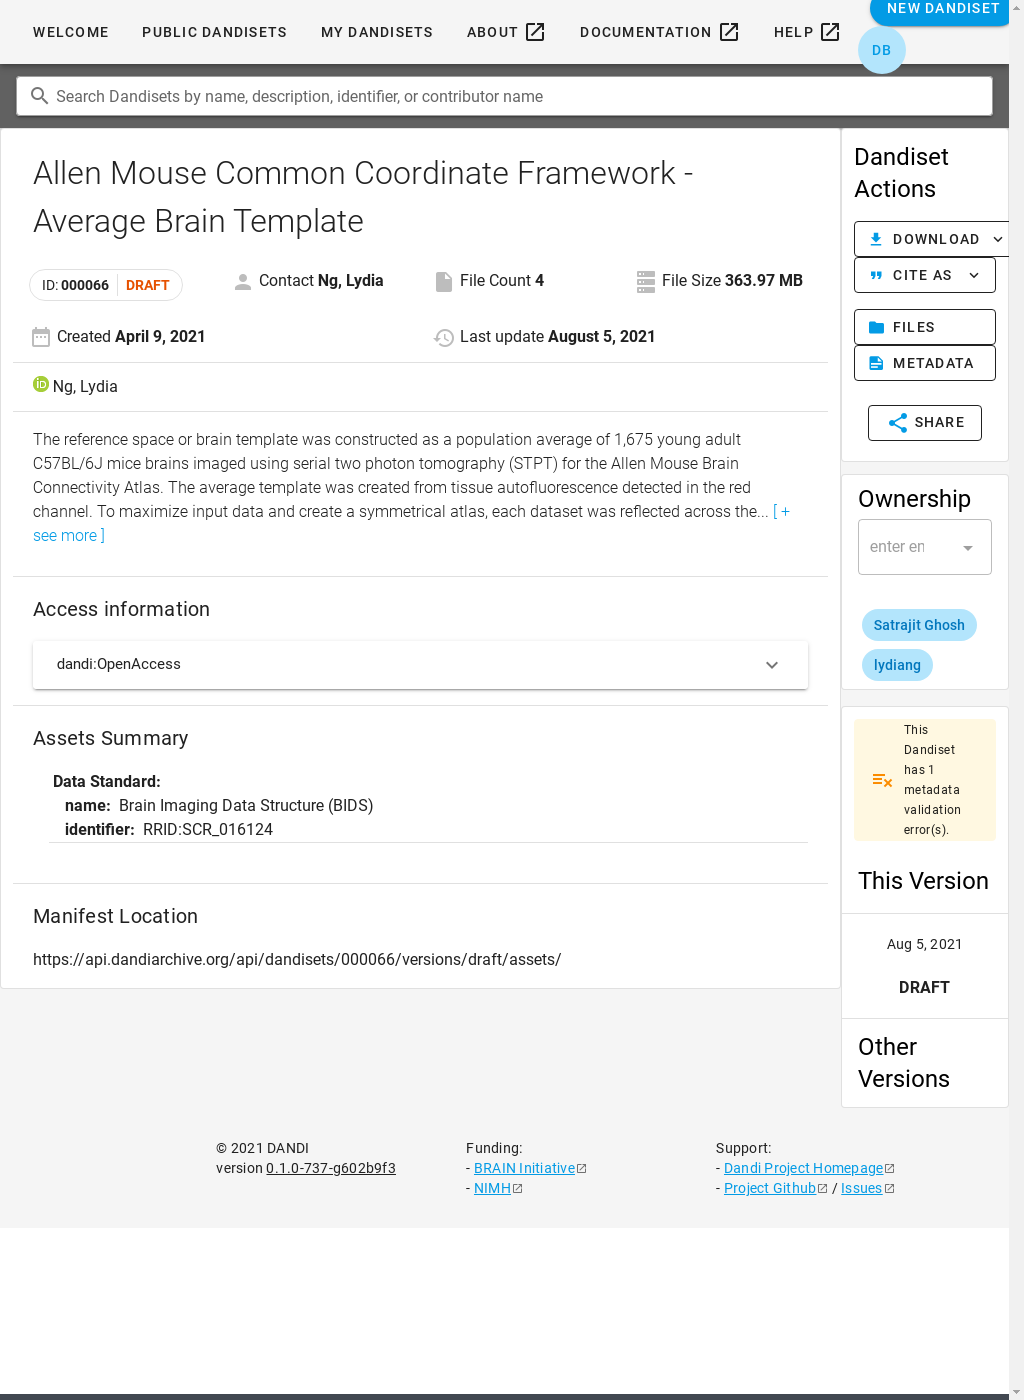 WELCOME PUBLIC DANDISETS MY DANDISETS ABOUT DOCUMENTATION HELP NEW DANDISET
DB
Search Dandisets by name, description, identifier, or contributor name
Allen Mouse Common Coordinate Framework -
Average Brain Template
ID: 000066 DRAFT Contact Ng, Lydia File Count 4 File Size 363.97 MB
Created April 9, 2021 Last update August 5, 2021
iD Ng, Lydia
The reference space or brain template was constructed as a population average of 1,675 young adult
C57BL/6J mice brains imaged using serial two photon tomography (STPT) for the Allen Mouse Brain
Connectivity Atlas. The average template was created from tissue autofluorescence detected in the red
channel. To maximize input data and create a symmetrical atlas, each dataset was reflected across the... [ +
see more ]
Access information
dandi:OpenAccess
Assets Summary
Data Standard:
name: Brain Imaging Data Structure (BIDS)
identifier: RRID:SCR_016124
Manifest Location
https://api.dandiarchive.org/api/dandisets/000066/versions/draft/assets/
Dandiset
Actions
DOWNLOAD
CITE AS
FILES
METADATA
SHARE
Ownership
enter en
Satrajit Ghosh
lydiang
This
Dandiset
has 1
metadata
validation
error(s).
This Version
Aug 5, 2021
DRAFT
Other
Versions
© 2021 DANDI
version 0.1.0-737-g602b9f3
Funding:
- BRAIN Initiative
- NIMH
Support:
- Dandi Project Homepage
- Project Github / Issues